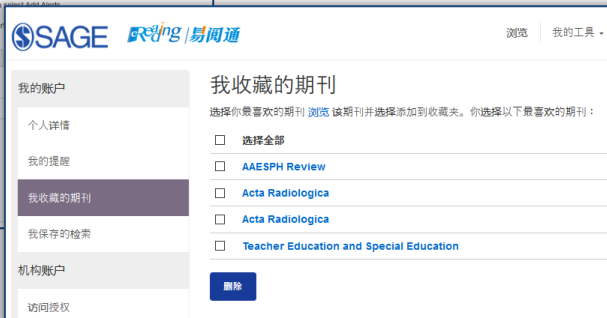 select Add Alerts
SAGE
eReading 易阅通
浏览
我的工具
我的账户
个人详情
我的提醒
我收藏的期刊
我保存的检索
机构账户
访问授权
我收藏的期刊
选择你最喜欢的期刊 浏览 该期刊并选择添加到收藏夹。你选择以下最喜欢的期刊：
选择全部
AAESPH Review
Acta Radiologica
Acta Radiologica
Teacher Education and Special Education
删除